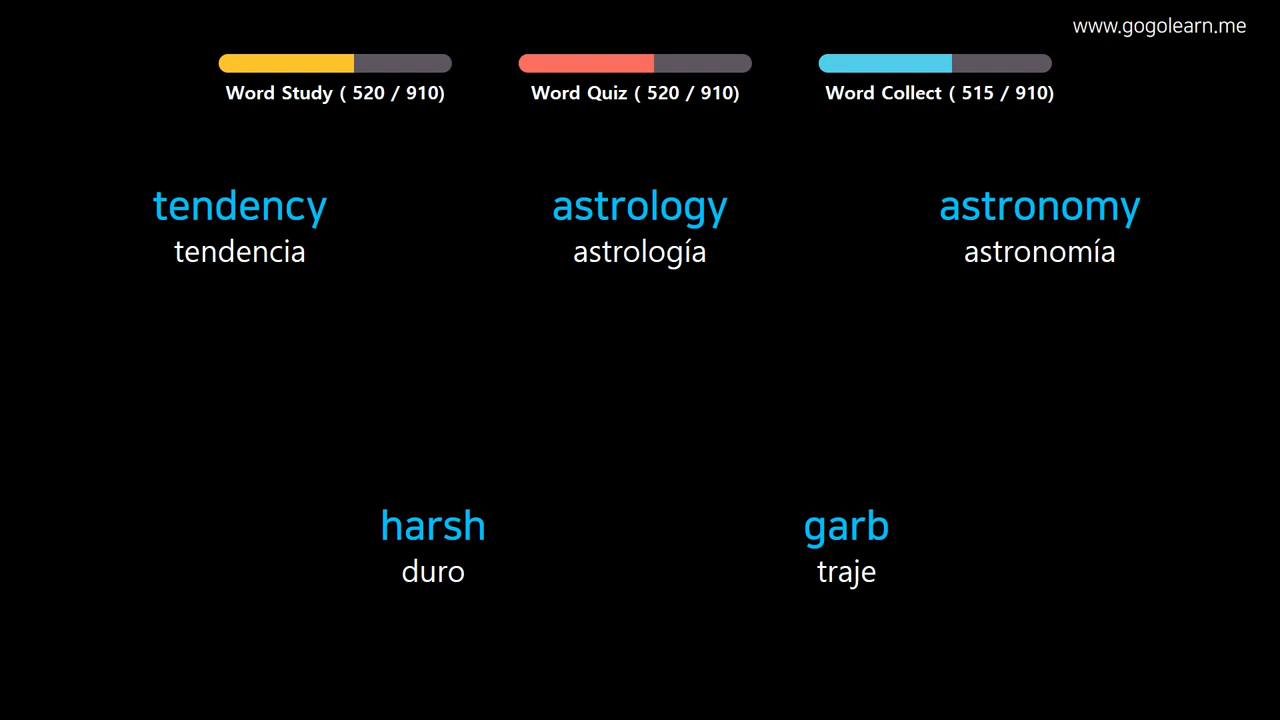 www.gogolearn.me
Word Study ( 520 / 910)
Word Quiz ( 520 / 910)
Word Collect ( 515 / 910)
tendency
tendencia
astrology
astrología
astronomy
astronomía
harsh
duro
garb
traje